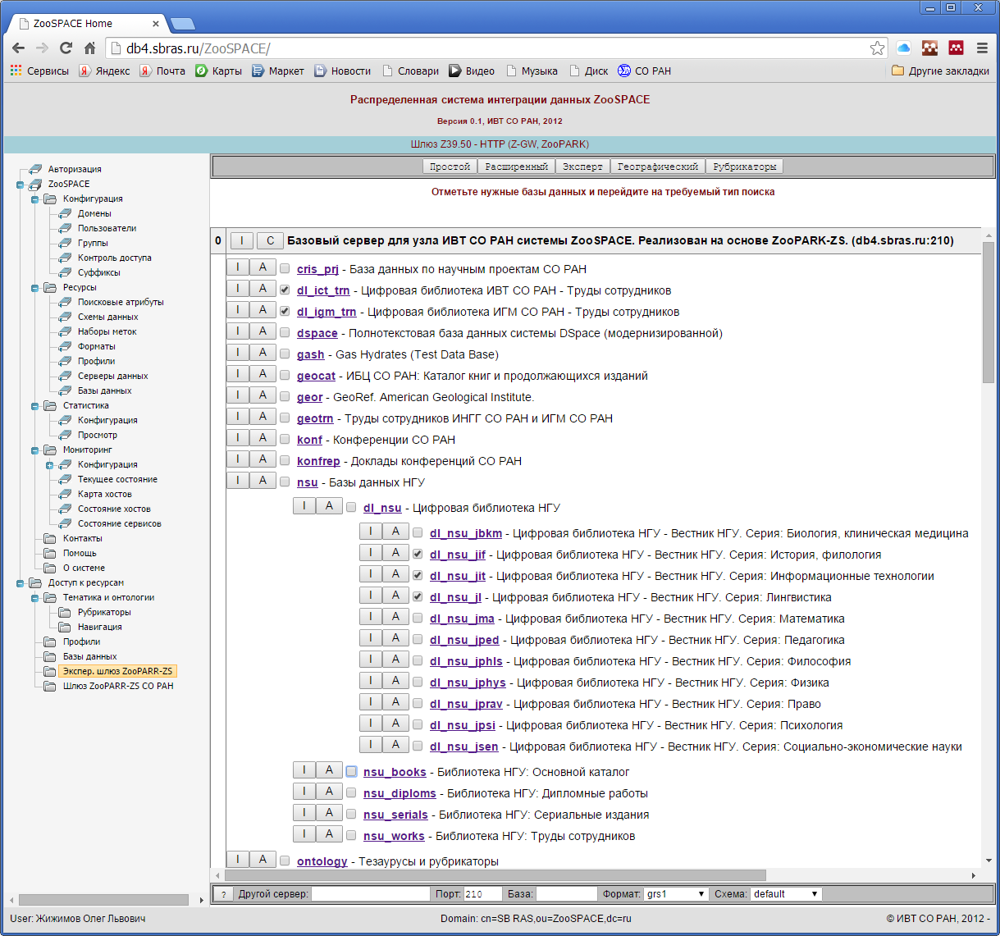 ZooSPACE Home
db4.sbras.ru/ZooSPACE/
Сервисы Яндекс Почта Карты Маркет Новости Словари Видео Музыка Диск СО РАН Другие закладки
Распределенная система интеграции данных ZooSPACE
Версия 0.1, ИВТ СО РАН, 2012
Шлюз Z39.50 - HTTP (Z-GW, ZooPARK)
Авторизация
ZooSPACE
Конфигурация
Домены
Пользователи
Группы
Контроль доступа
Суффиксы
Ресурсы
Поисковые атрибуты
Схемы данных
Наборы меток
Форматы
Профили
Серверы данных
Базы данных
Статистика
Конфигурация
Просмотр
Мониторинг
Конфигурация
Текущее состояние
Карта хостов
Состояние хостов
Состояние сервисов
Контакты
Помощь
О системе
Доступ к ресурсам
Тематика и онтологии
Рубрикаторы
Навигация
Профили
Базы данных
Экспер. шлюз ZooPARR-ZS
Шлюз ZooPARR-ZS СО РАН
Простой Расширенный Эксперт Географический Рубрикаторы
Отметьте нужные базы данных и перейдите на требуемый тип поиска
0 I C Базовый сервер для узла ИВТ СО РАН системы ZooSPACE. Реализован на основе ZooPARK-ZS. (db4.sbras.ru:210)
I A cris_prj - База данных по научным проектам СО РАН
I A dl_ict_trn - Цифровая библиотека ИВТ СО РАН - Труды сотрудников
I A dl_igm_trn - Цифровая библиотека ИГМ СО РАН - Труды сотрудников
I A dspace - Полнотекстовая база данных системы DSpace (модернизированной)
I A gash - Gas Hydrates (Test Data Base)
I A geocat - ИБЦ СО РАН: Каталог книг и продолжающихся изданий
I A geor - GeoRef. American Geological Institute.
I A geotrn - Труды сотрудников ИНГГ СО РАН и ИГМ СО РАН
I A konf - Конференции СО РАН
I A konfrep - Доклады конференций СО РАН
I A nsu - Базы данных НГУ
I A dl_nsu - Цифровая библиотека НГУ
I A dl_nsu_jbkm - Цифровая библиотека НГУ - Вестник НГУ. Серия: Биология, клиническая медицина
I A dl_nsu_jif - Цифровая библиотека НГУ - Вестник НГУ. Серия: История, филология
I A dl_nsu_jit - Цифровая библиотека НГУ - Вестник НГУ. Серия: Информационные технологии
I A dl_nsu_jl - Цифровая библиотека НГУ - Вестник НГУ. Серия: Лингвистика
I A dl_nsu_jma - Цифровая библиотека НГУ - Вестник НГУ. Серия: Математика
I A dl_nsu_jped - Цифровая библиотека НГУ - Вестник НГУ. Серия: Педагогика
I A dl_nsu_jphls - Цифровая библиотека НГУ - Вестник НГУ. Серия: Философия
I A dl_nsu_jphys - Цифровая библиотека НГУ - Вестник НГУ. Серия: Физика
I A dl_nsu_jprav - Цифровая библиотека НГУ - Вестник НГУ. Серия: Право
I A dl_nsu_jpsi - Цифровая библиотека НГУ - Вестник НГУ. Серия: Психология
I A dl_nsu_jsen - Цифровая библиотека НГУ - Вестник НГУ. Серия: Социально-экономические науки
I A nsu_books - Библиотека НГУ: Основной каталог
I A nsu_diploms - Библиотека НГУ: Дипломные работы
I A nsu_serials - Библиотека НГУ: Сериальные издания
I A nsu_works - Библиотека НГУ: Труды сотрудников
I A ontology - Тезаурусы и рубрикаторы
? Другой сервер: Порт: 210 База: Формат: grs1 Схема: default
User: Жижимов Олег Львович Domain: cn=SB RAS,ou=ZooSPACE,dc=ru © ИВТ СО РАН, 2012 -